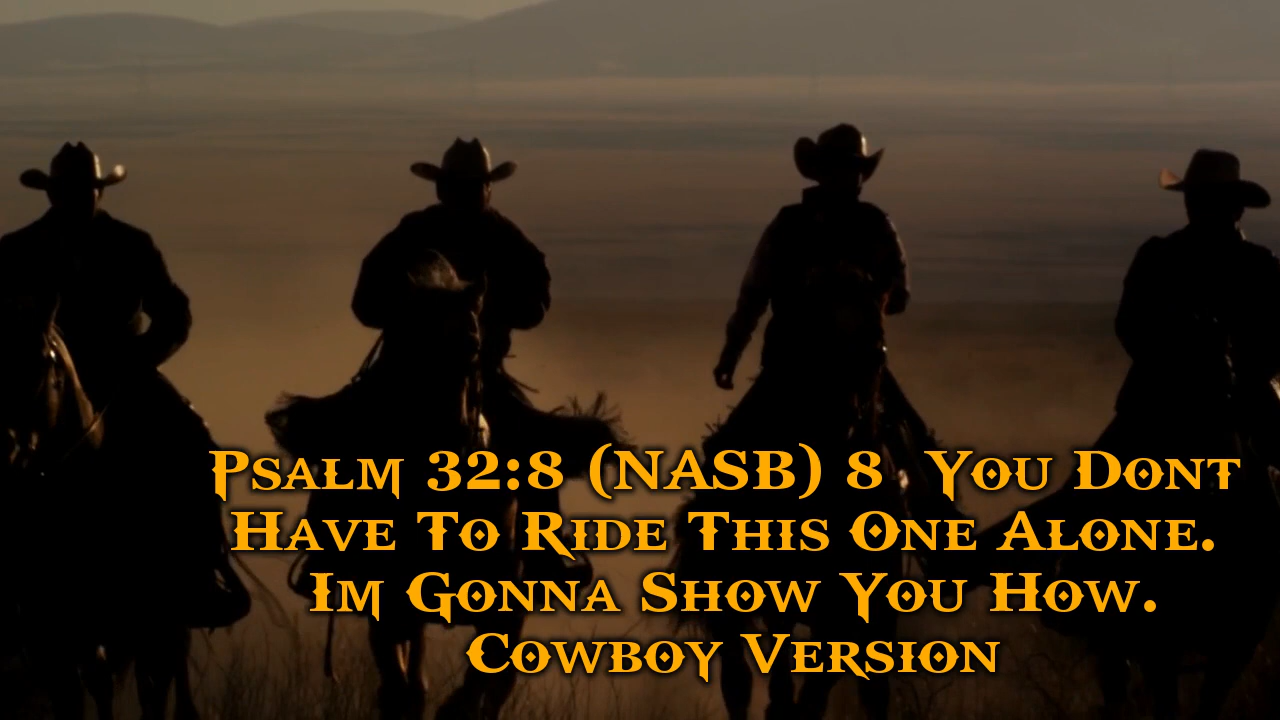 Psalm 32:8 (NASB) 8 You Dont
Have To Ride This One Alone.
Im Gonna Show You How.
Cowboy Version